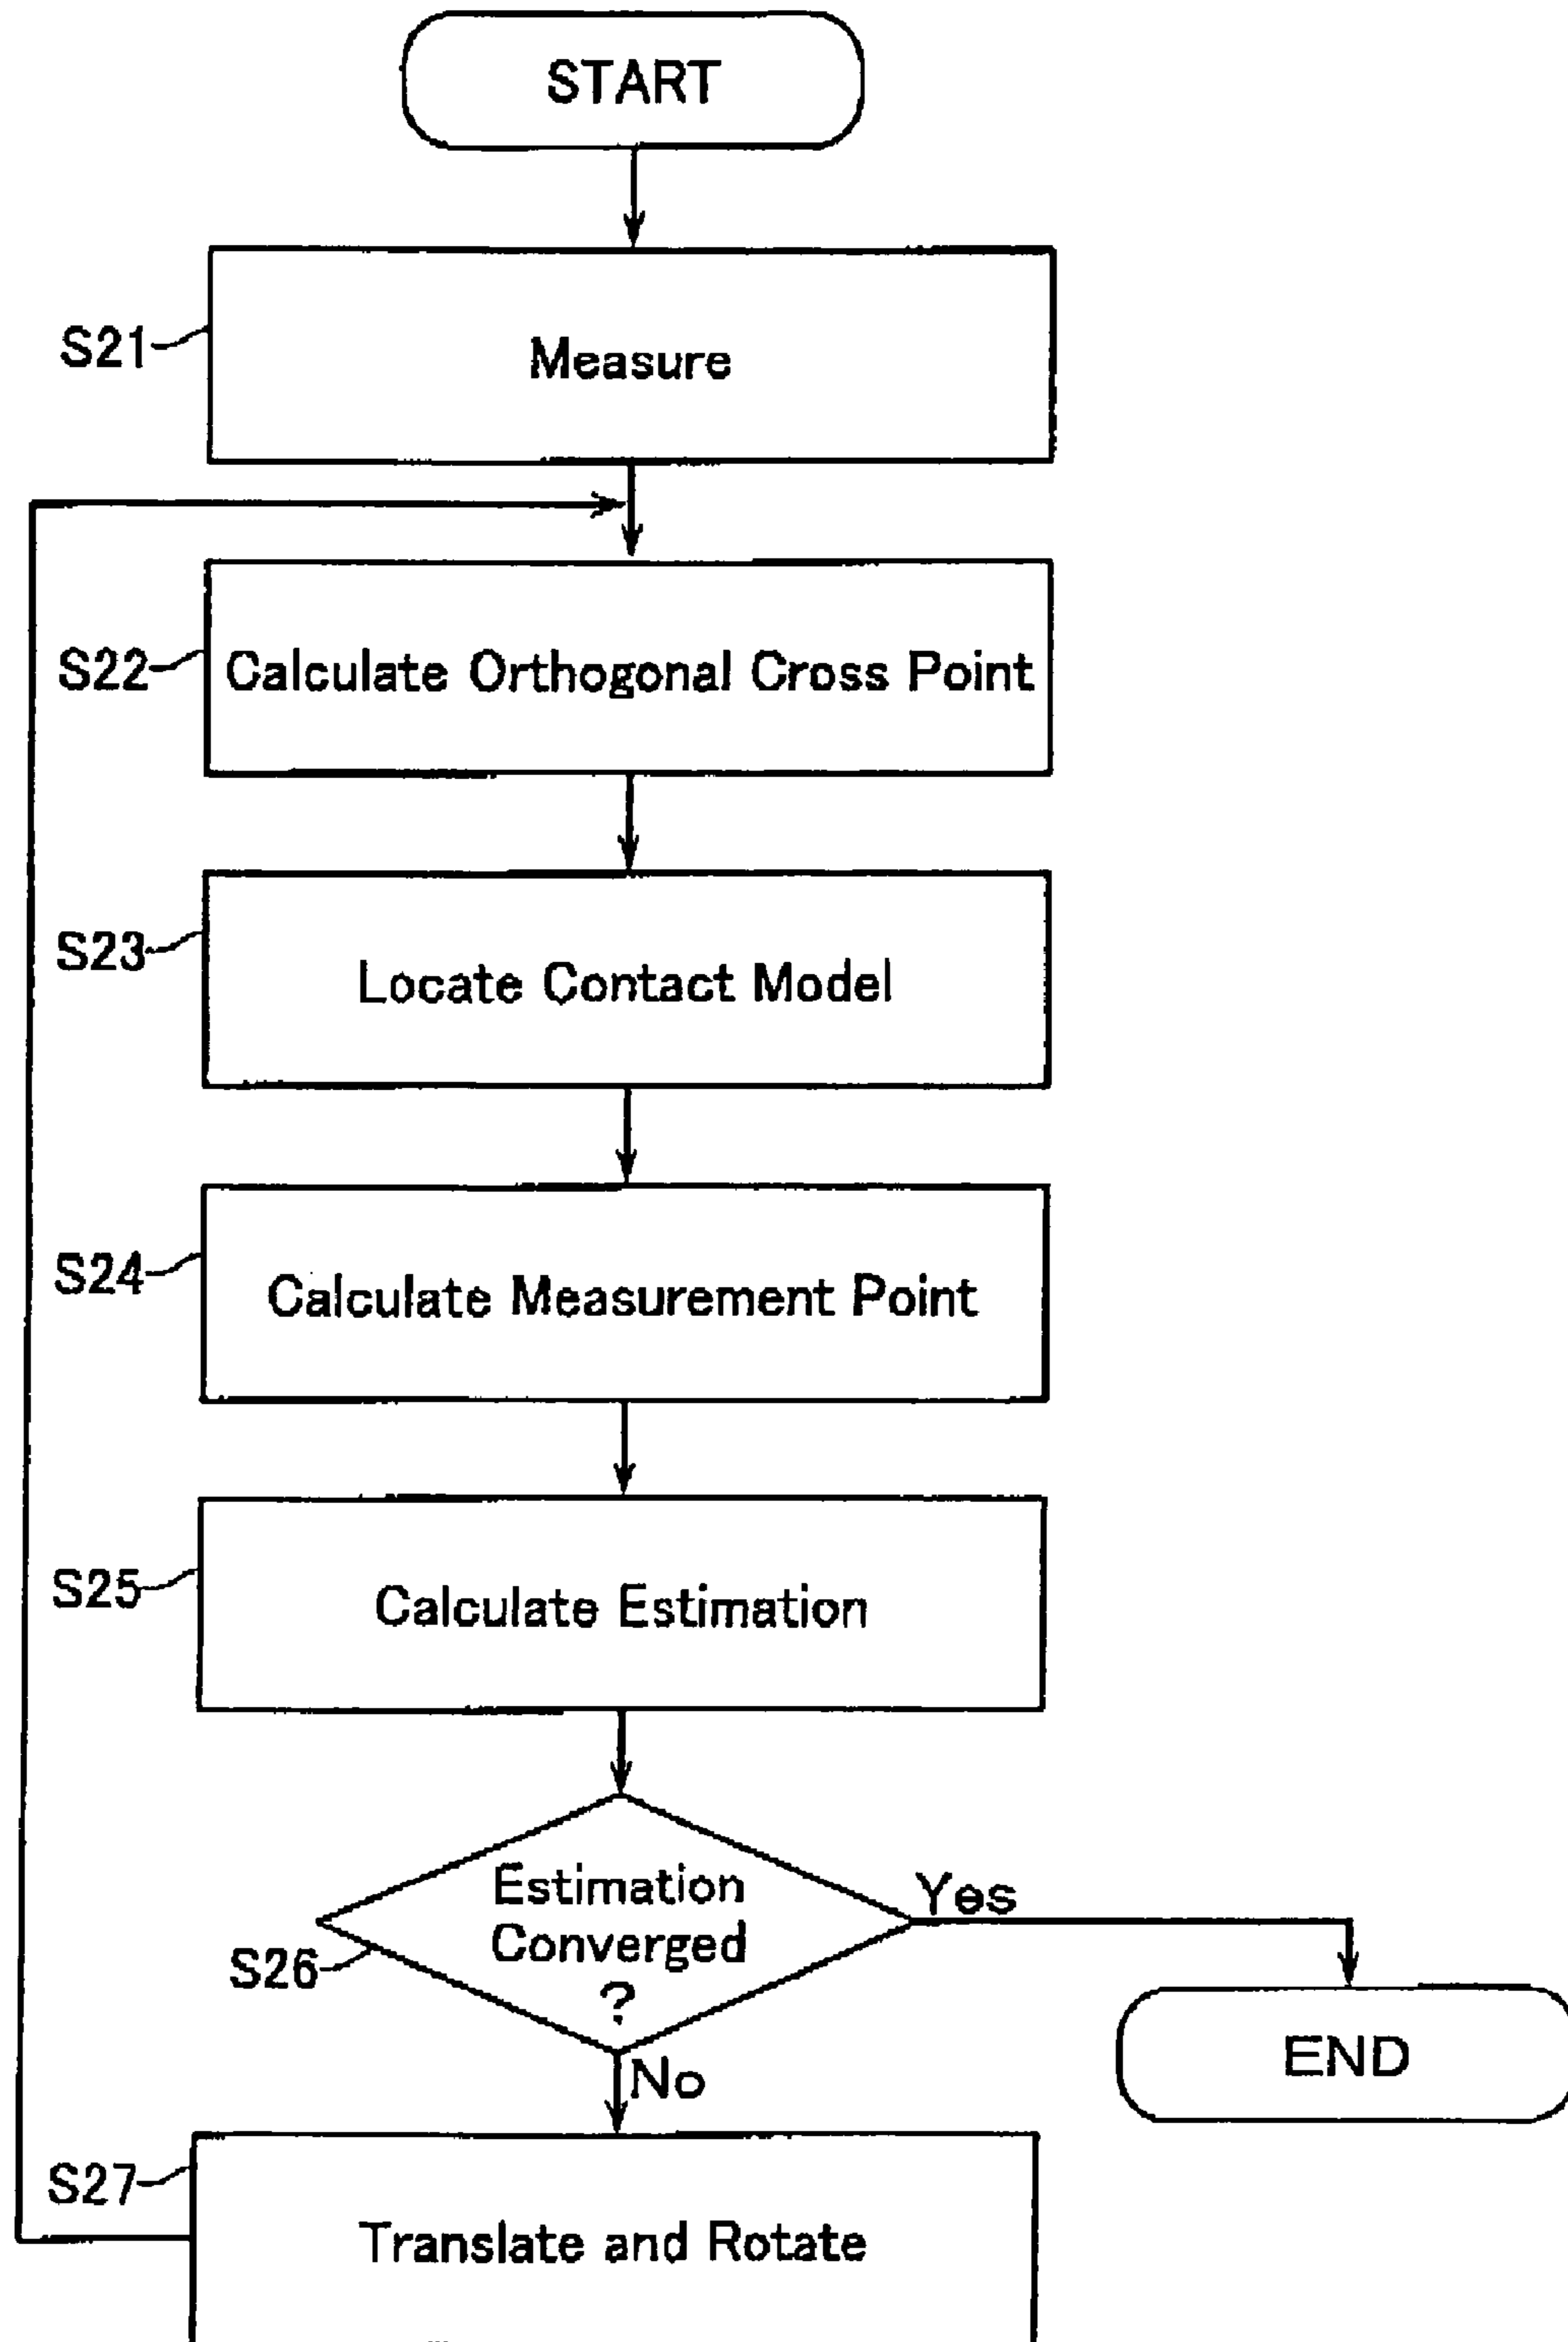 START
S21
Measure
S22
Calculate Orthogonal Cross Point
S23
Locate Contact Model
S24
Calculate Measurement Point
S25
Calculate Estimation
S26
Estimation
Converged
?
Yes
END
No
S27
Translate and Rotate